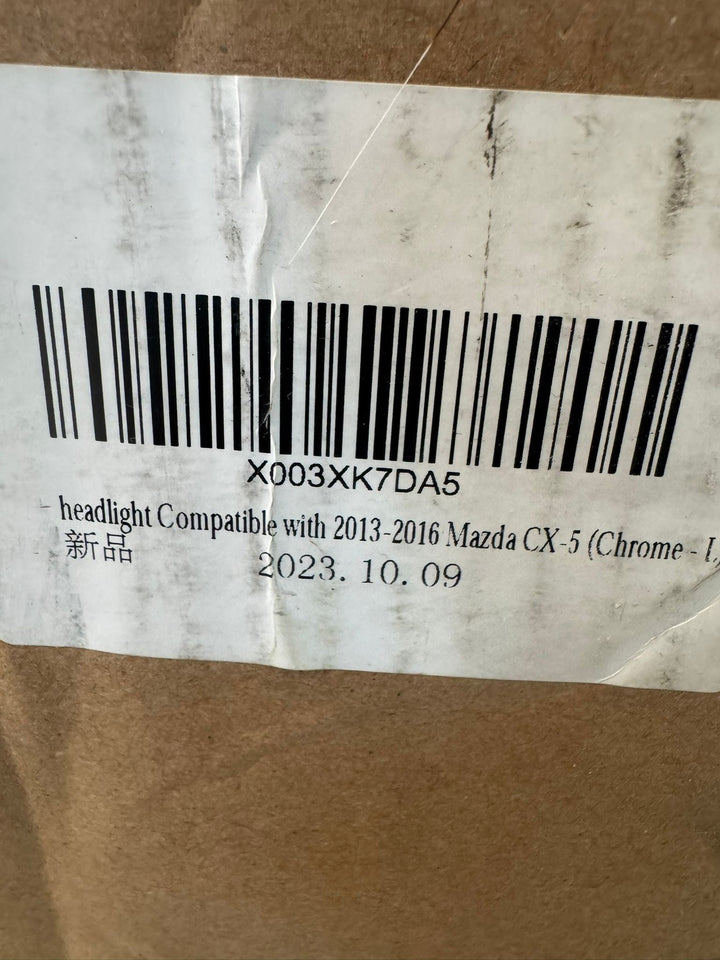 X003XK7DA5
headlight Compatible with 2013-2016 Mazda CX-5 (Chrome - L
新品
2023. 10. 09